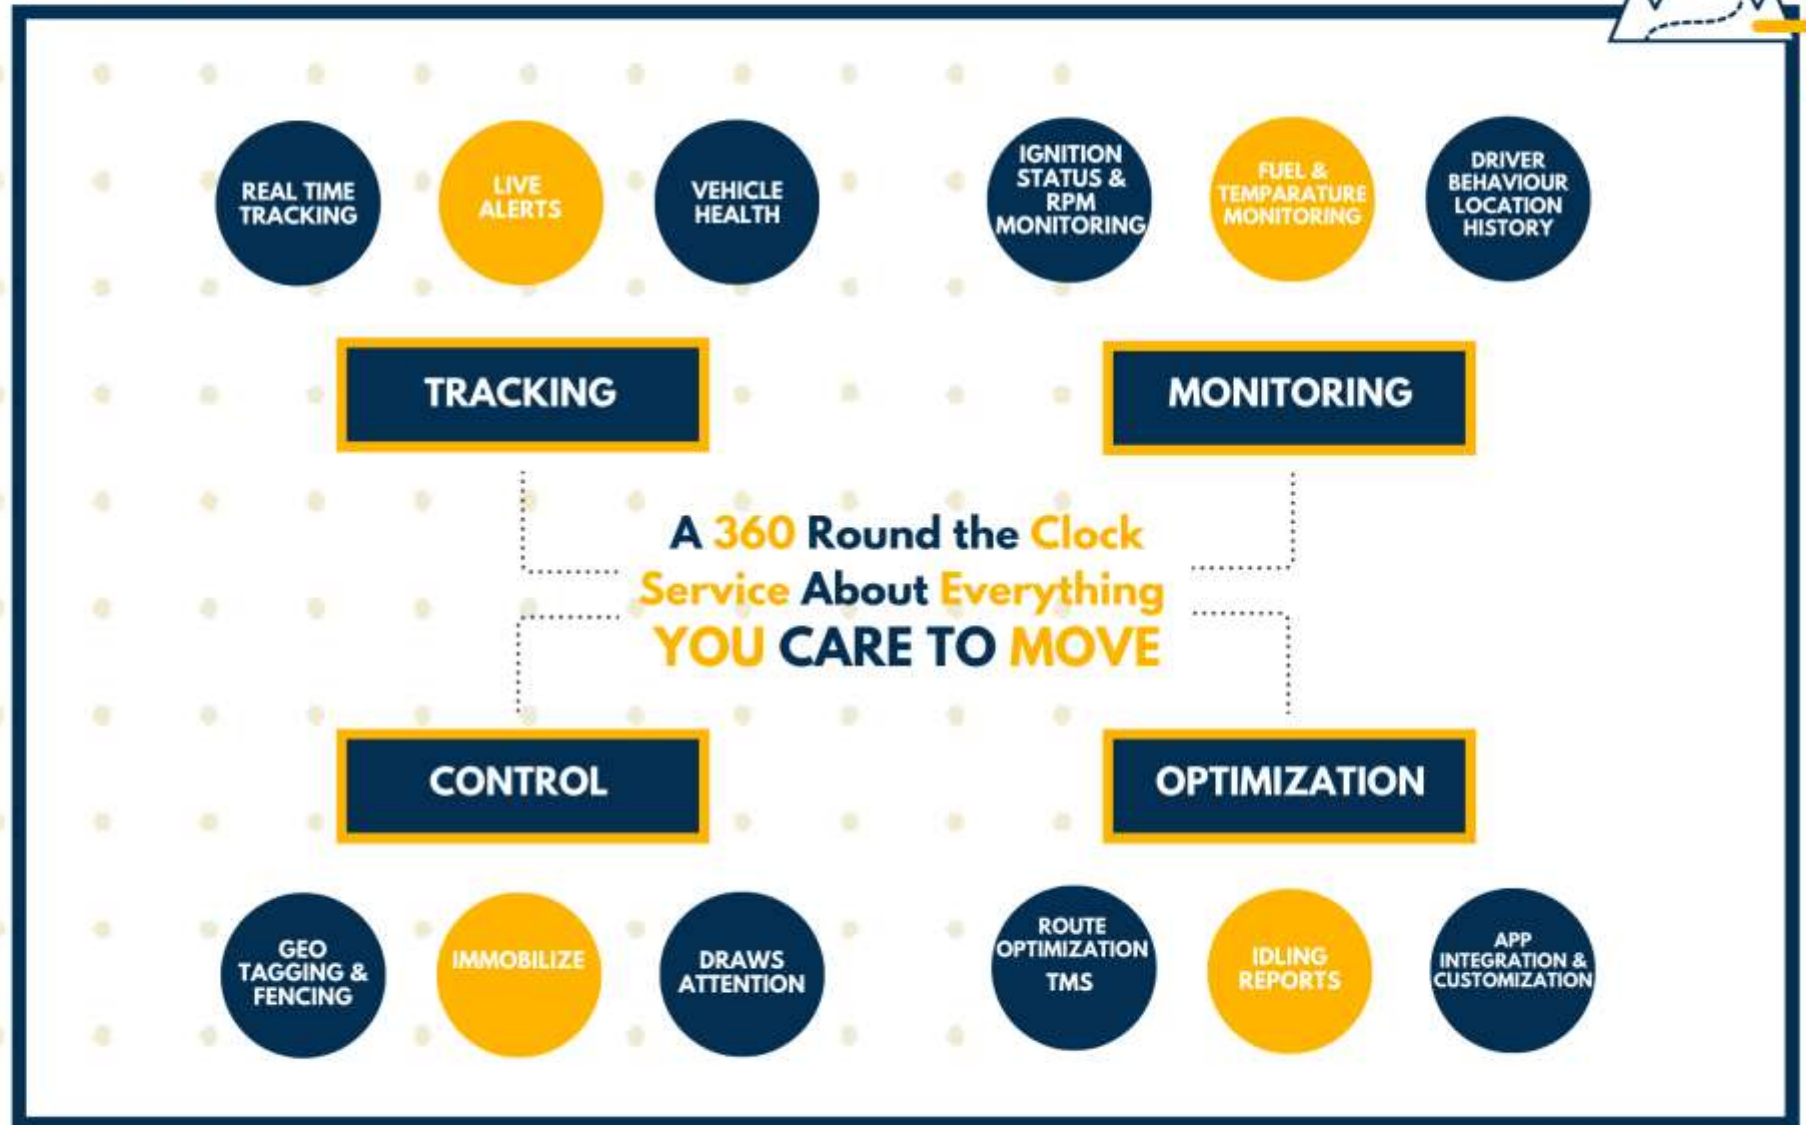 REAL TIME
TRACKING
LIVE
ALERTS
VEHICLE
HEALTH
IGNITION
STATUS &
RPM
MONITORING
FUEL &
TEMPARATURE
MONITORING
DRIVER
BEHAVIOUR
LOCATION
HISTORY
TRACKING
MONITORING
A 360 Round the Clock
Service About Everything
YOU CARE TO MOVE
CONTROL
OPTIMIZATION
GEO
TAGGING &
FENCING
IMMOBILIZE
DRAWS
ATTENTION
ROUTE
OPTIMIZATION
TMS
IDLING
REPORTS
APP
INTEGRATION &
CUSTOMIZATION